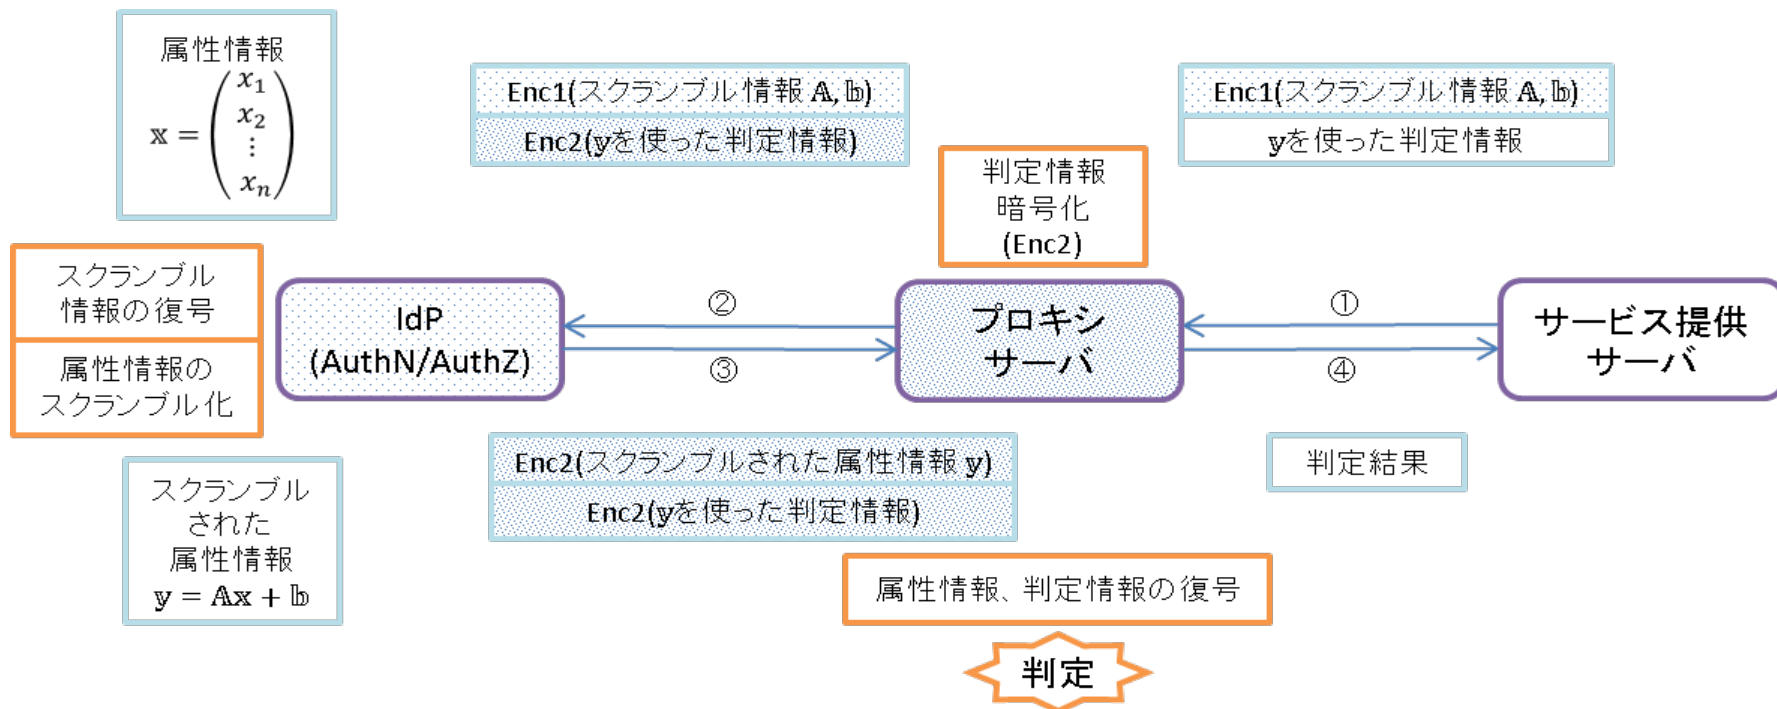 属性情報
𝕩 = (x₁
x₂
⋮
xₙ)
Enc1(スクランブル情報 𝔸, 𝕓)
Enc2(𝕪を使った判定情報)
Enc1(スクランブル情報 𝔸, 𝕓)
𝕪を使った判定情報
判定情報
暗号化
(Enc2)
スクランブル
情報の復号
属性情報の
スクランブル化
IdP
(AuthN/AuthZ)
②
③
プロキシ
サーバ
①
④
サービス提供
サーバ
スクランブル
された
属性情報
𝕪 = 𝔸𝕩 + 𝕓
Enc2(スクランブルされた属性情報 𝕪)
Enc2(𝕪を使った判定情報)
判定結果
属性情報、判定情報の復号
判定